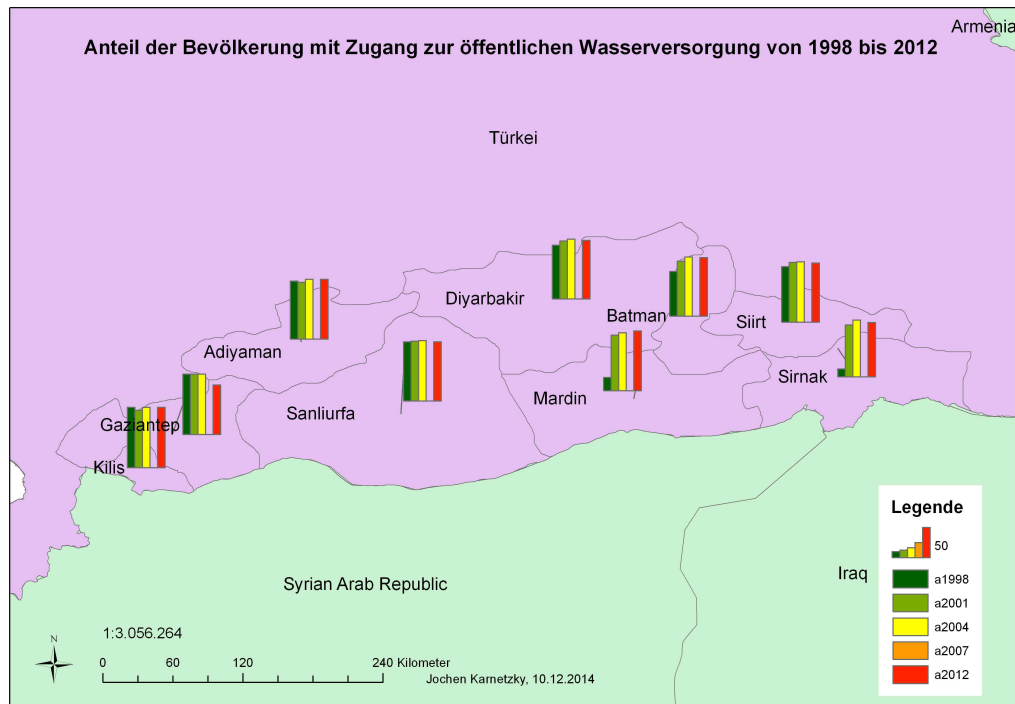 Armenia
Anteil der Bevölkerung mit Zugang zur öffentlichen Wasserversorgung von 1998 bis 2012
Türkei
Diyarbakir
Batman
Siirt
Adiyaman
Sirnak
Mardin
Sanliurfa
Gaziantep
Kilis
Legende
50
a1998
a2001
a2004
a2007
a2012
Iraq
Syrian Arab Republic
1:3.056.264
N
0 60 120 240 Kilometer
Jochen Karnetzky, 10.12.2014